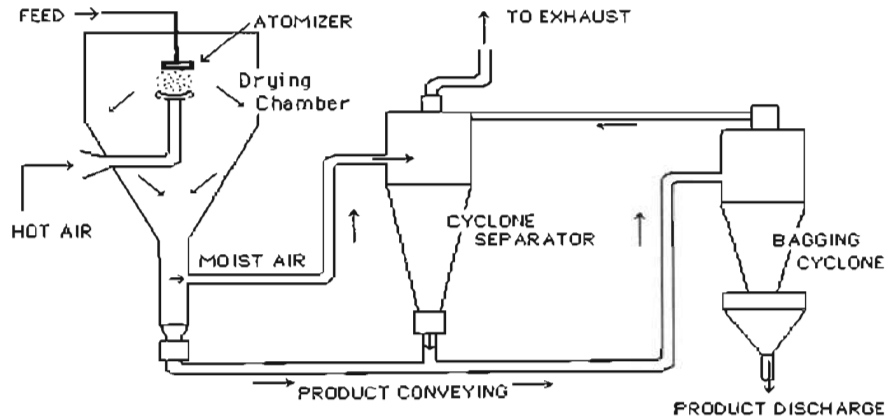 FEED
ATOMIZER
TO EXHAUST
Drying
Chamber
HOT AIR
MOIST AIR
CYCLONE
SEPARATOR
BAGGING
CYCLONE
PRODUCT CONVEYING
PRODUCT DISCHARGE